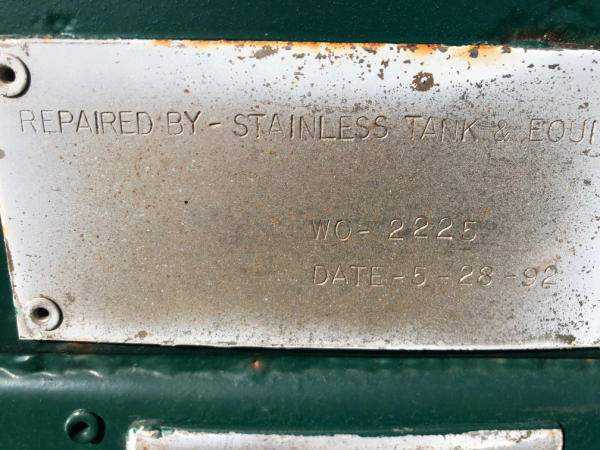 REPAIRED BY - STAINLESS TANK & EQUI
WO- 2225
DATE-5-28-92